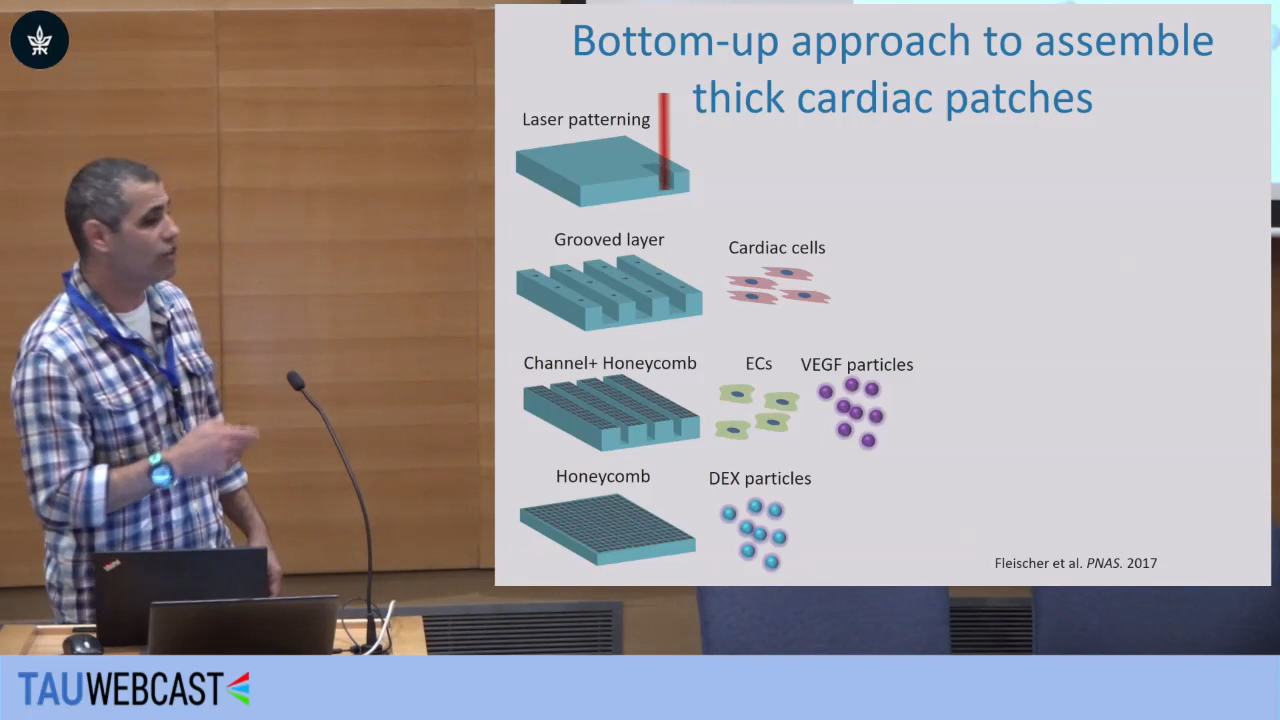 Bottom-up approach to assemble
thick cardiac patches
Laser patterning
Grooved layer
Cardiac cells
Channel+ Honeycomb
ECs
VEGF particles
Honeycomb
DEX particles
Fleischer et al. PNAS. 2017
TAUWEBCAST